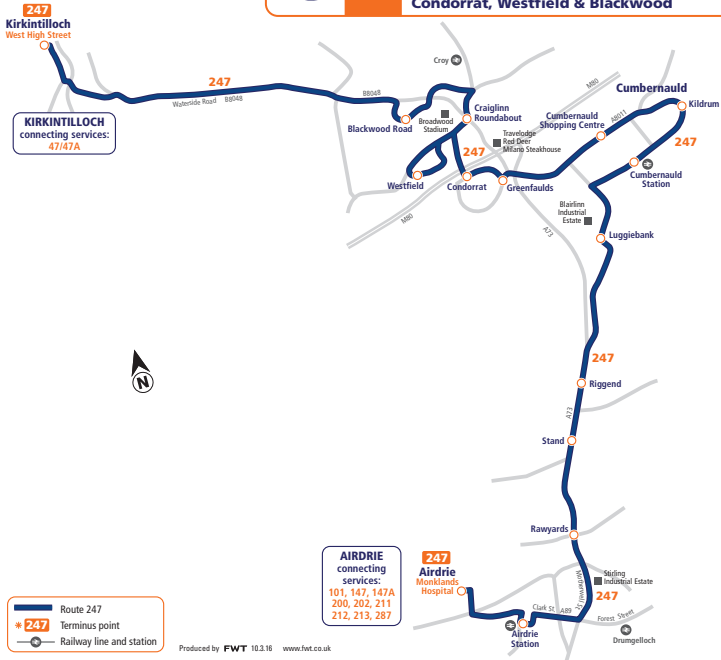 Condorrat, Westfield & Blackwood
247
Kirkintilloch
West High Street
KIRKINTILLOCH
connecting services:
47/47A
247
Waterside Road B8048
B8048
Croy
Blackwood Road
Broadwood
Stadium
Craiglinn
Roundabout
247
Travelodge
Red Deer
Milano Steakhouse
M80
Westfield
Condorrat
Greenfaulds
M80
Cumbernauld
Cumbernauld
Shopping Centre
A8011
Kildrum
247
Cumbernauld
Station
Blairlinn
Industrial
Estate
Luggiebank
A73
N
247
Riggend
A73
Stand
Rawyards
AIRDRIE
connecting
services:
101, 147, 147A
200, 202, 211
212, 213, 287
247
Airdrie
Monklands
Hospital
Motherwell St
Stirling
Industrial Estate
247
Clark St A89
Forest Street
Airdrie
Station
Drumgelloch
Route 247
* 247 Terminus point
Railway line and station
Produced by FWT 10.3.16 www.fwt.co.uk